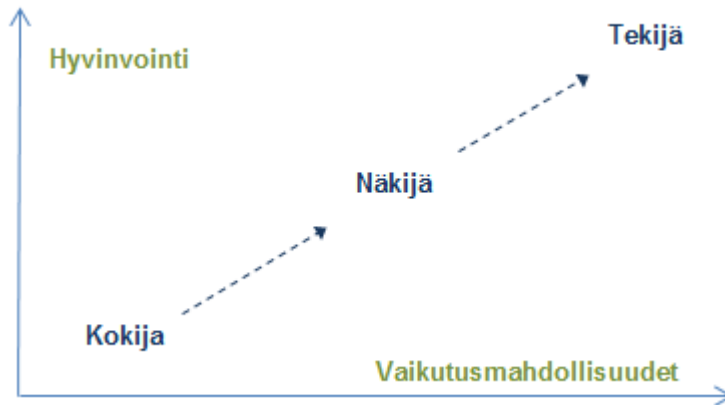 Tekijä
Hyvinvointi
Näkijä
Kokija
Vaikutusmahdollisuudet